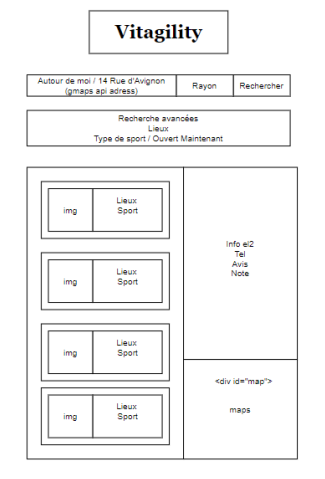 Vitagility
Autour de moi / 14 Rue d'Avignon
(gmaps api adress)
Rayon
Rechercher
Recherche avancées
Lieux
Type de sport / Ouvert Maintenant
img
Lieux
Sport
img
Lieux
Sport
img
Lieux
Sport
img
Lieux
Sport
Info el2
Tel
Avis
Note
<div id="map">
maps